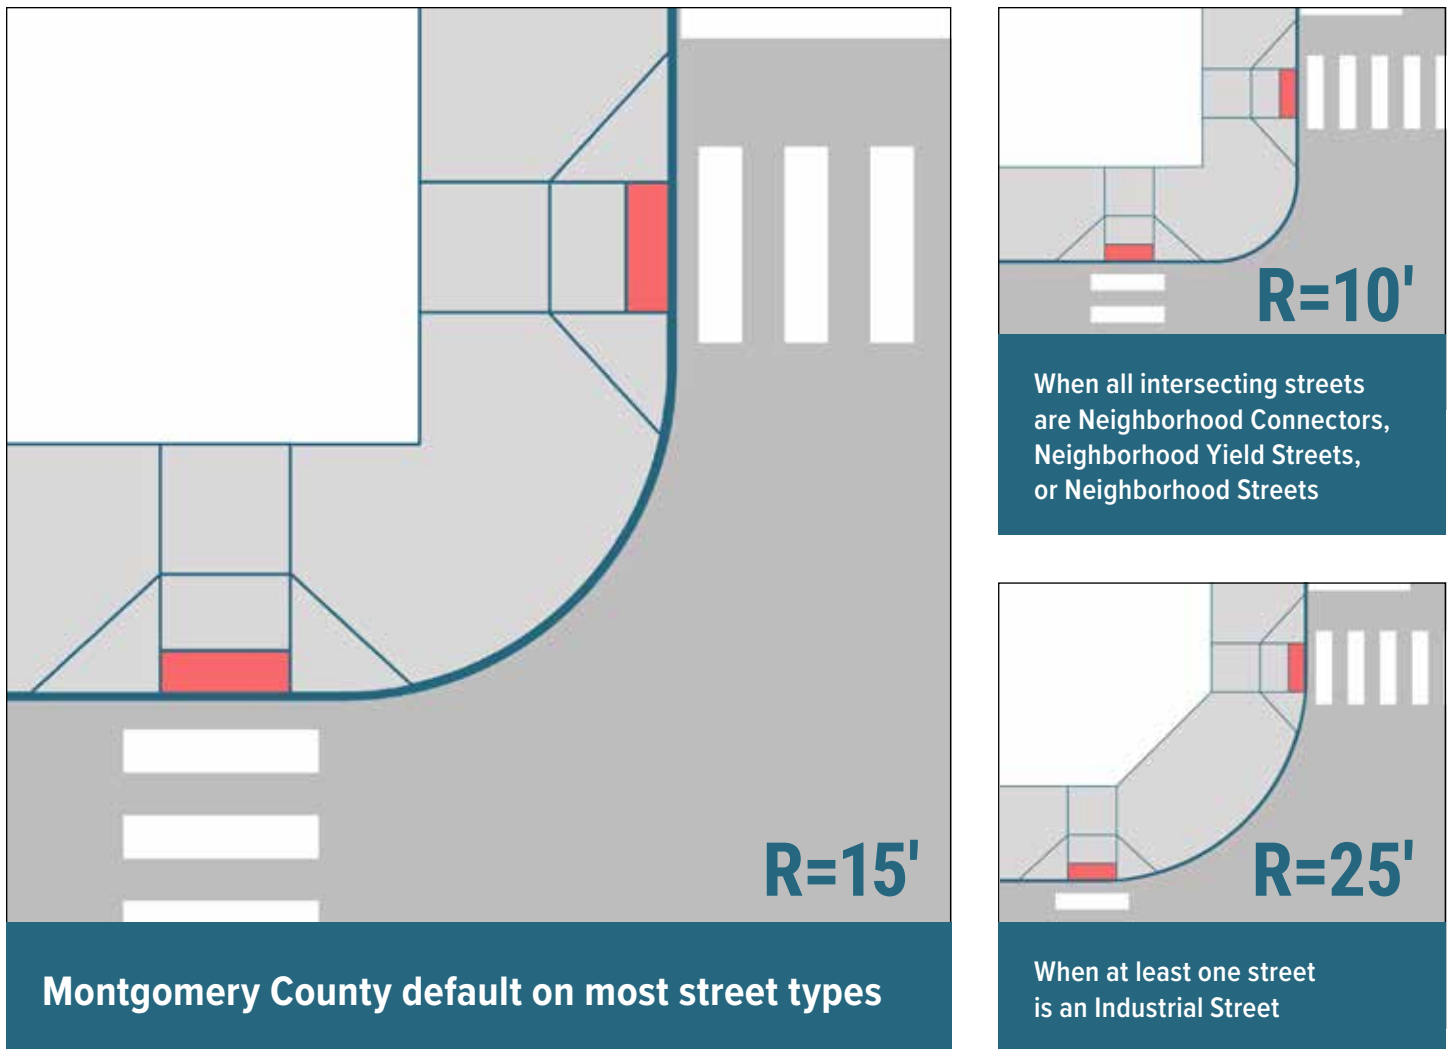 R=15'
Montgomery County default on most street types
R=10'
When all intersecting streets
are Neighborhood Connectors,
Neighborhood Yield Streets,
or Neighborhood Streets
R=25'
When at least one street
is an Industrial Street